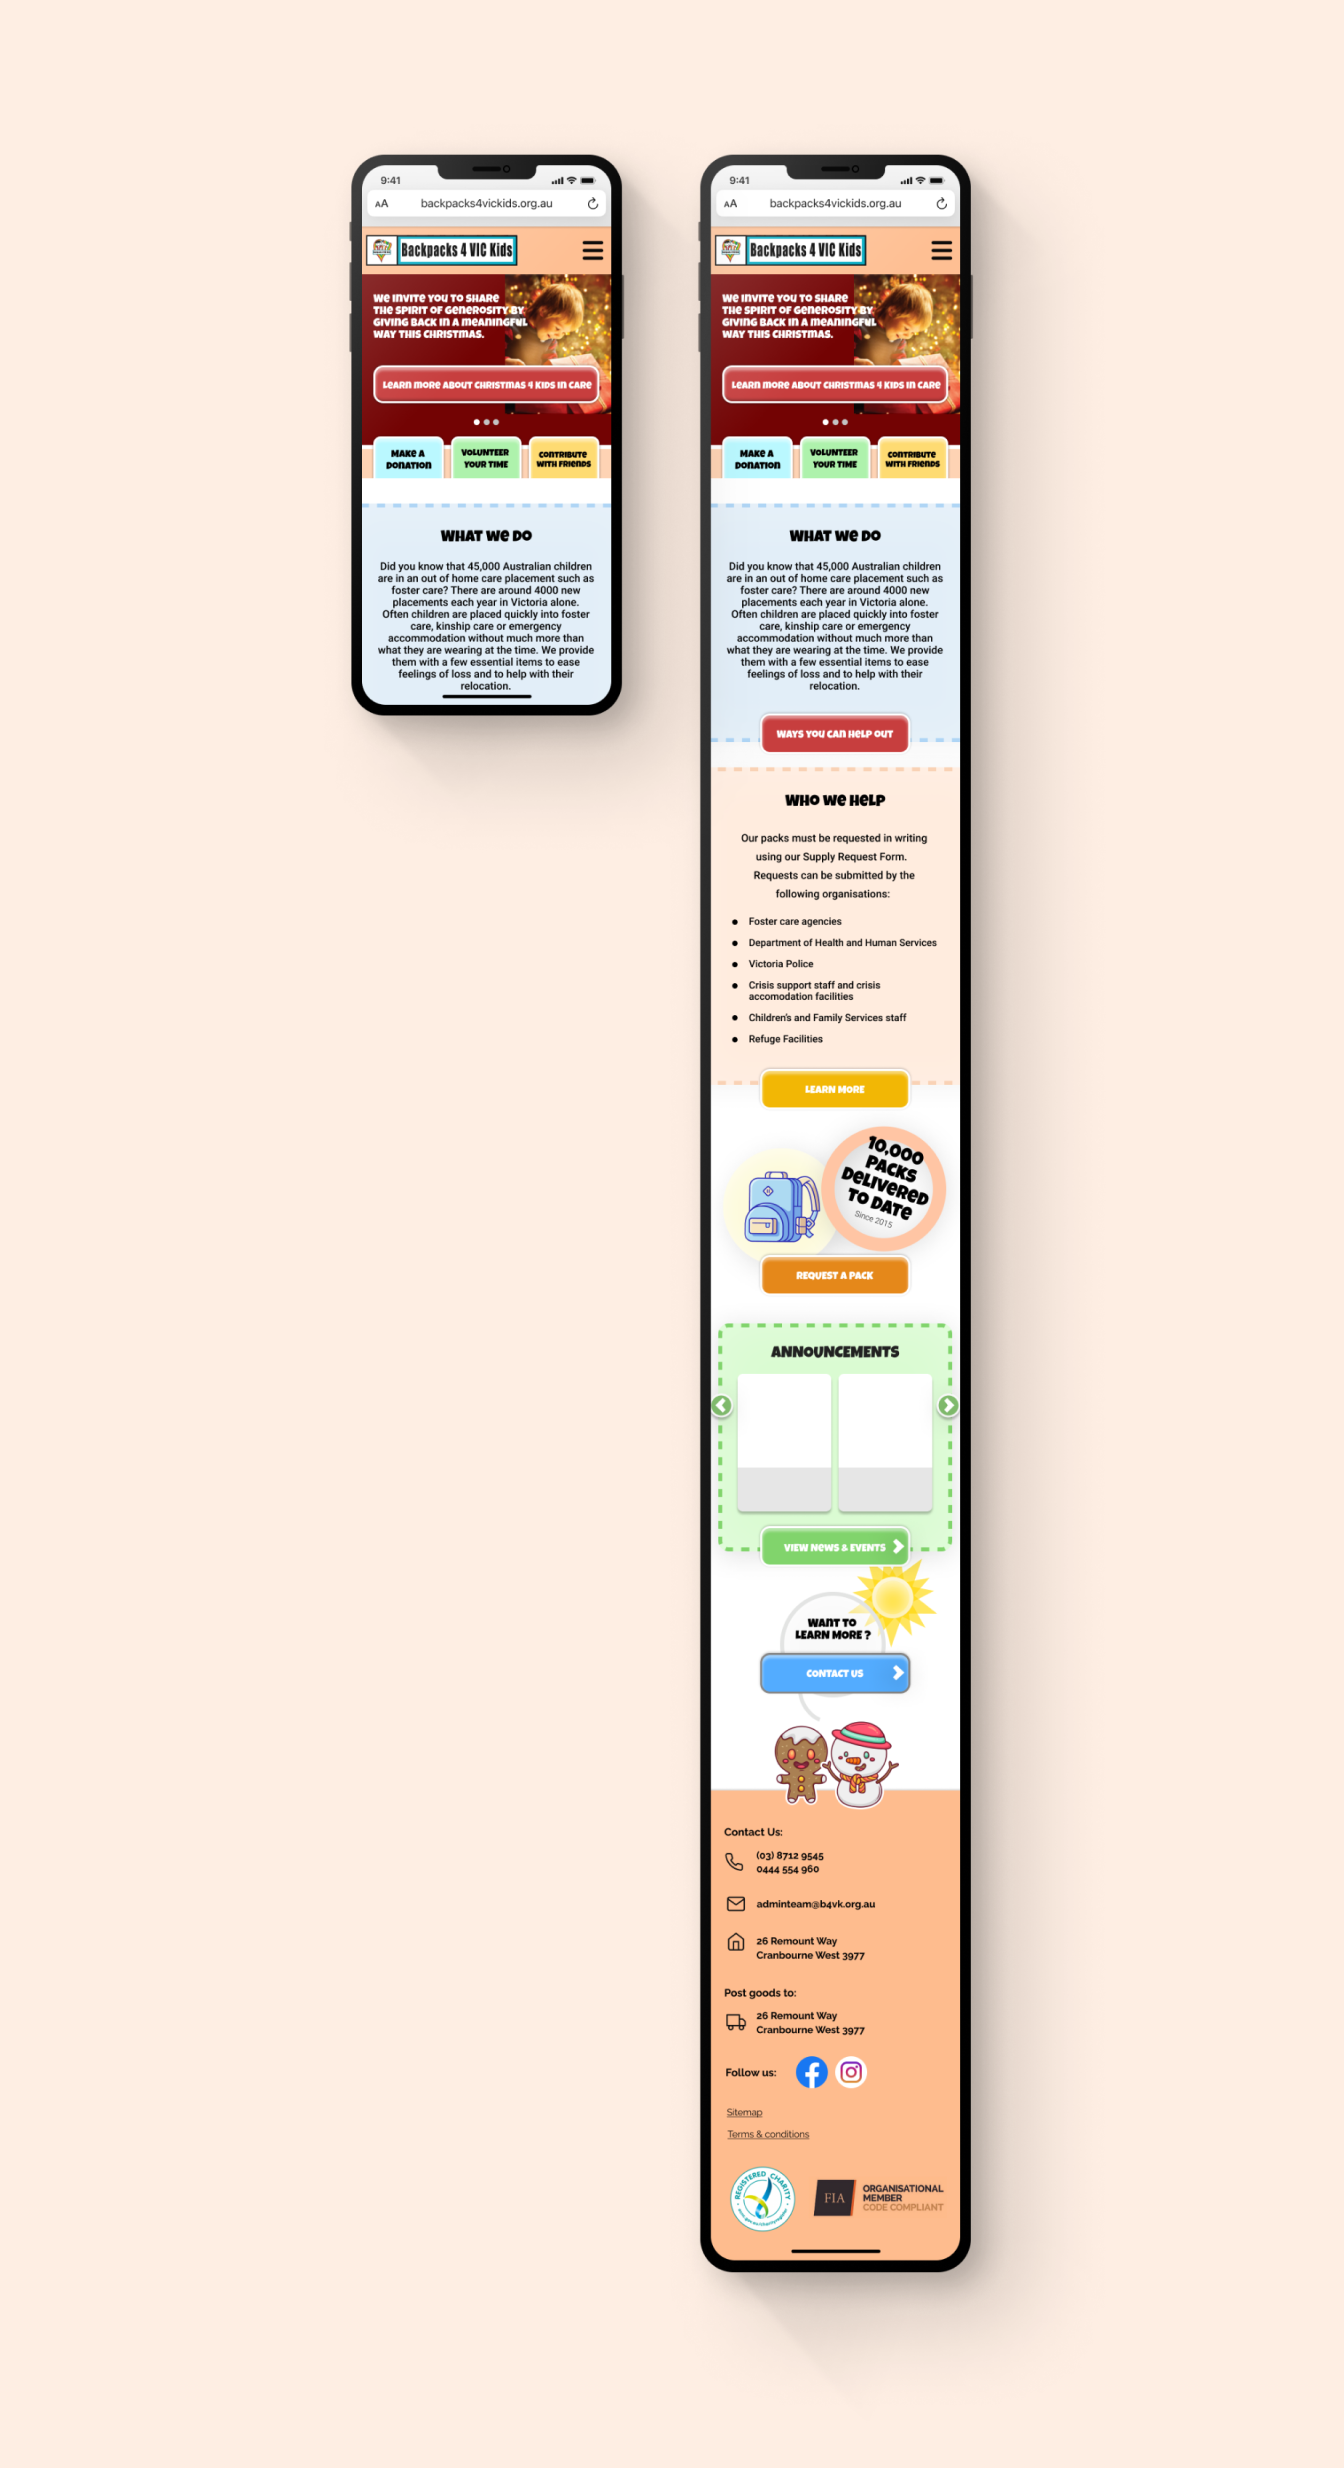 9:41
AA backpacks4vickids.org.au
Backpacks 4 VIC Kids
WE INVITE YOU TO SHARE
THE SPIRIT OF GENEROSITY BY
GIVING BACK IN A MEANINGFUL
WAY THIS CHRISTMAS.
LEARN MORE ABOUT CHRISTMAS 4 KIDS IN CARE
MAKE A
DONATION
VOLUNTEER
YOUR TIME
CONTRIBUTE
WITH FRIENDS
WHAT WE DO
Did you know that 45,000 Australian children
are in an out of home care placement such as
foster care? There are around 4000 new
placements each year in Victoria alone.
Often children are placed quickly into foster
care, kinship care or emergency
accommodation without much more than
what they are wearing at the time. We provide
them with a few essential items to ease
feelings of loss and to help with their
relocation.
9:41
AA backpacks4vickids.org.au
Backpacks 4 VIC Kids
WE INVITE YOU TO SHARE
THE SPIRIT OF GENEROSITY BY
GIVING BACK IN A MEANINGFUL
WAY THIS CHRISTMAS.
LEARN MORE ABOUT CHRISTMAS 4 KIDS IN CARE
MAKE A
DONATION
VOLUNTEER
YOUR TIME
CONTRIBUTE
WITH FRIENDS
WHAT WE DO
Did you know that 45,000 Australian children
are in an out of home care placement such as
foster care? There are around 4000 new
placements each year in Victoria alone.
Often children are placed quickly into foster
care, kinship care or emergency
accommodation without much more than
what they are wearing at the time. We provide
them with a few essential items to ease
feelings of loss and to help with their
relocation.
WAYS YOU CAN HELP OUT
WHO WE HELP
Our packs must be requested in writing
using our Supply Request Form.
Requests can be submitted by the
following organisations:
● Foster care agencies
● Department of Health and Human Services
● Victoria Police
● Crisis support staff and crisis
accomodation facilities
● Children's and Family Services staff
● Refuge Facilities
LEARN MORE
10,000
PACKS
DELIVERED
TO DATE
Since 2015
REQUEST A PACK
ANNOUNCEMENTS
VIEW NEWS & EVENTS
WANT TO
LEARN MORE ?
CONTACT US
Contact Us:
(03) 8712 9545
0444 554 960
adminteam@b4vk.org.au
26 Remount Way
Cranbourne West 3977
Post goods to:
26 Remount Way
Cranbourne West 3977
Follow us:
Sitemap
Terms & conditions
REGISTERED CHARITY
FIA
ORGANISATIONAL
MEMBER
CODE COMPLIANT